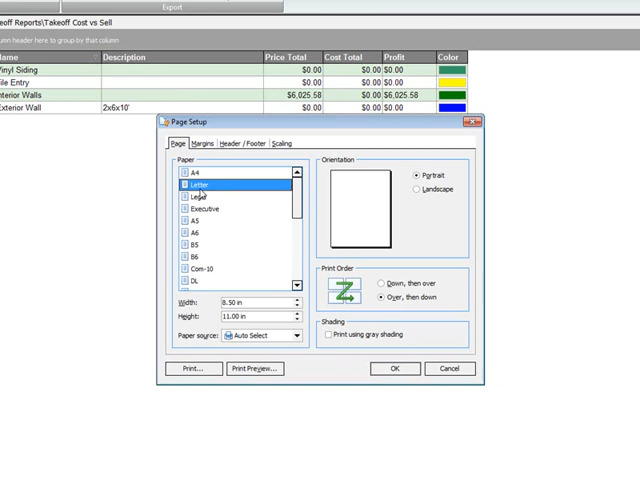 Export
eoff Reports\Takeoff Cost vs Sell
umn header here to group by that column
Name Description Price Total Cost Total Profit Color
Vinyl Siding $0.00 $0.00 $0.00
ile Entry $0.00 $0.00 $0.00
nterior Walls $6,025.58 $0.00 $6,025.58
Exterior Wall 2x6x10' $0.00 $0.00 $0.00
Page Setup
Page Margins Header / Footer Scaling
Paper
A4
Letter
Legal
Executive
A5
A6
B5
B6
Com-10
DL
Width: 8.50 in
Height: 11.00 in
Paper source: Auto Select
Orientation
Portrait
Landscape
Print Order
Down, then over
Over, then down
Shading
Print using gray shading
Print... Print Preview... OK Cancel